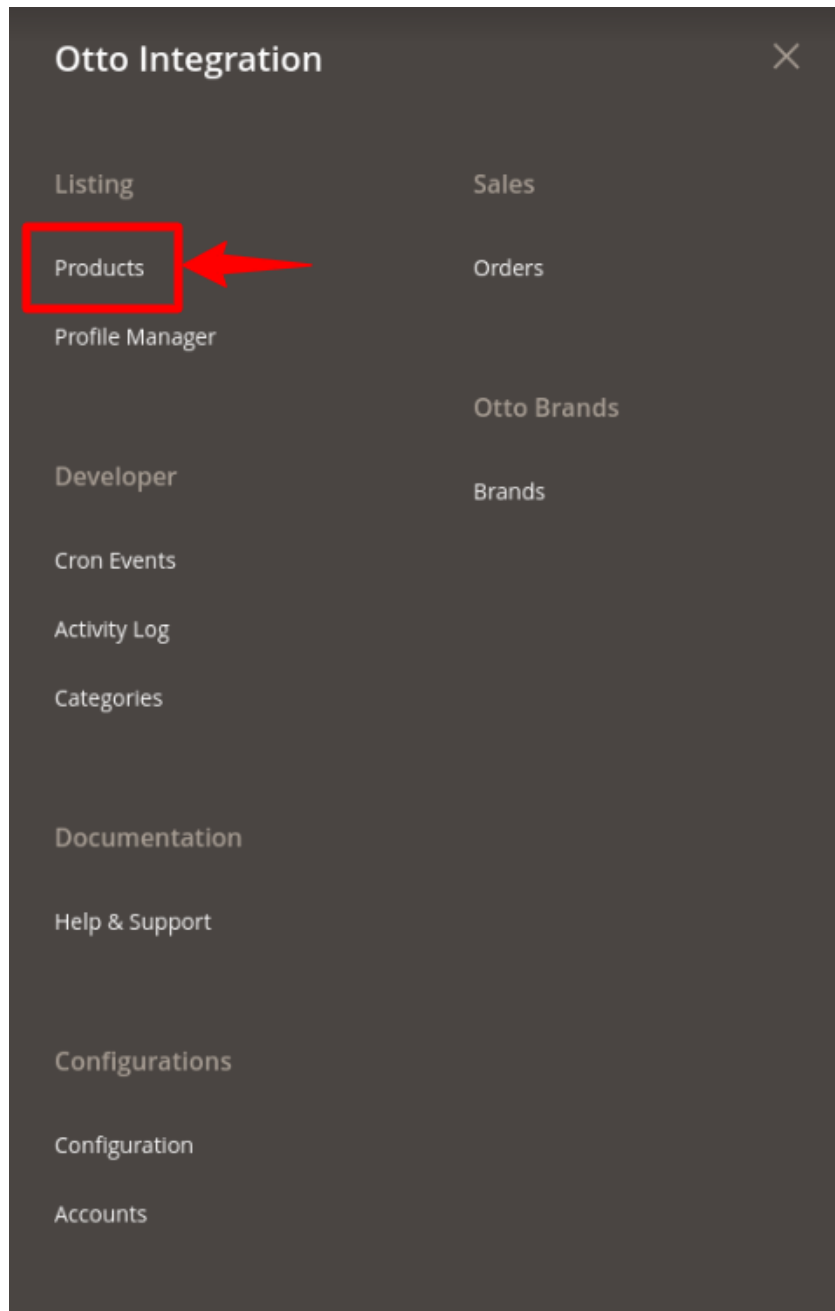 Otto Integration
Listing
Products
Profile Manager
Developer
Cron Events
Activity Log
Categories
Documentation
Help & Support
Configurations
Configuration
Accounts
Sales
Orders
Otto Brands
Brands